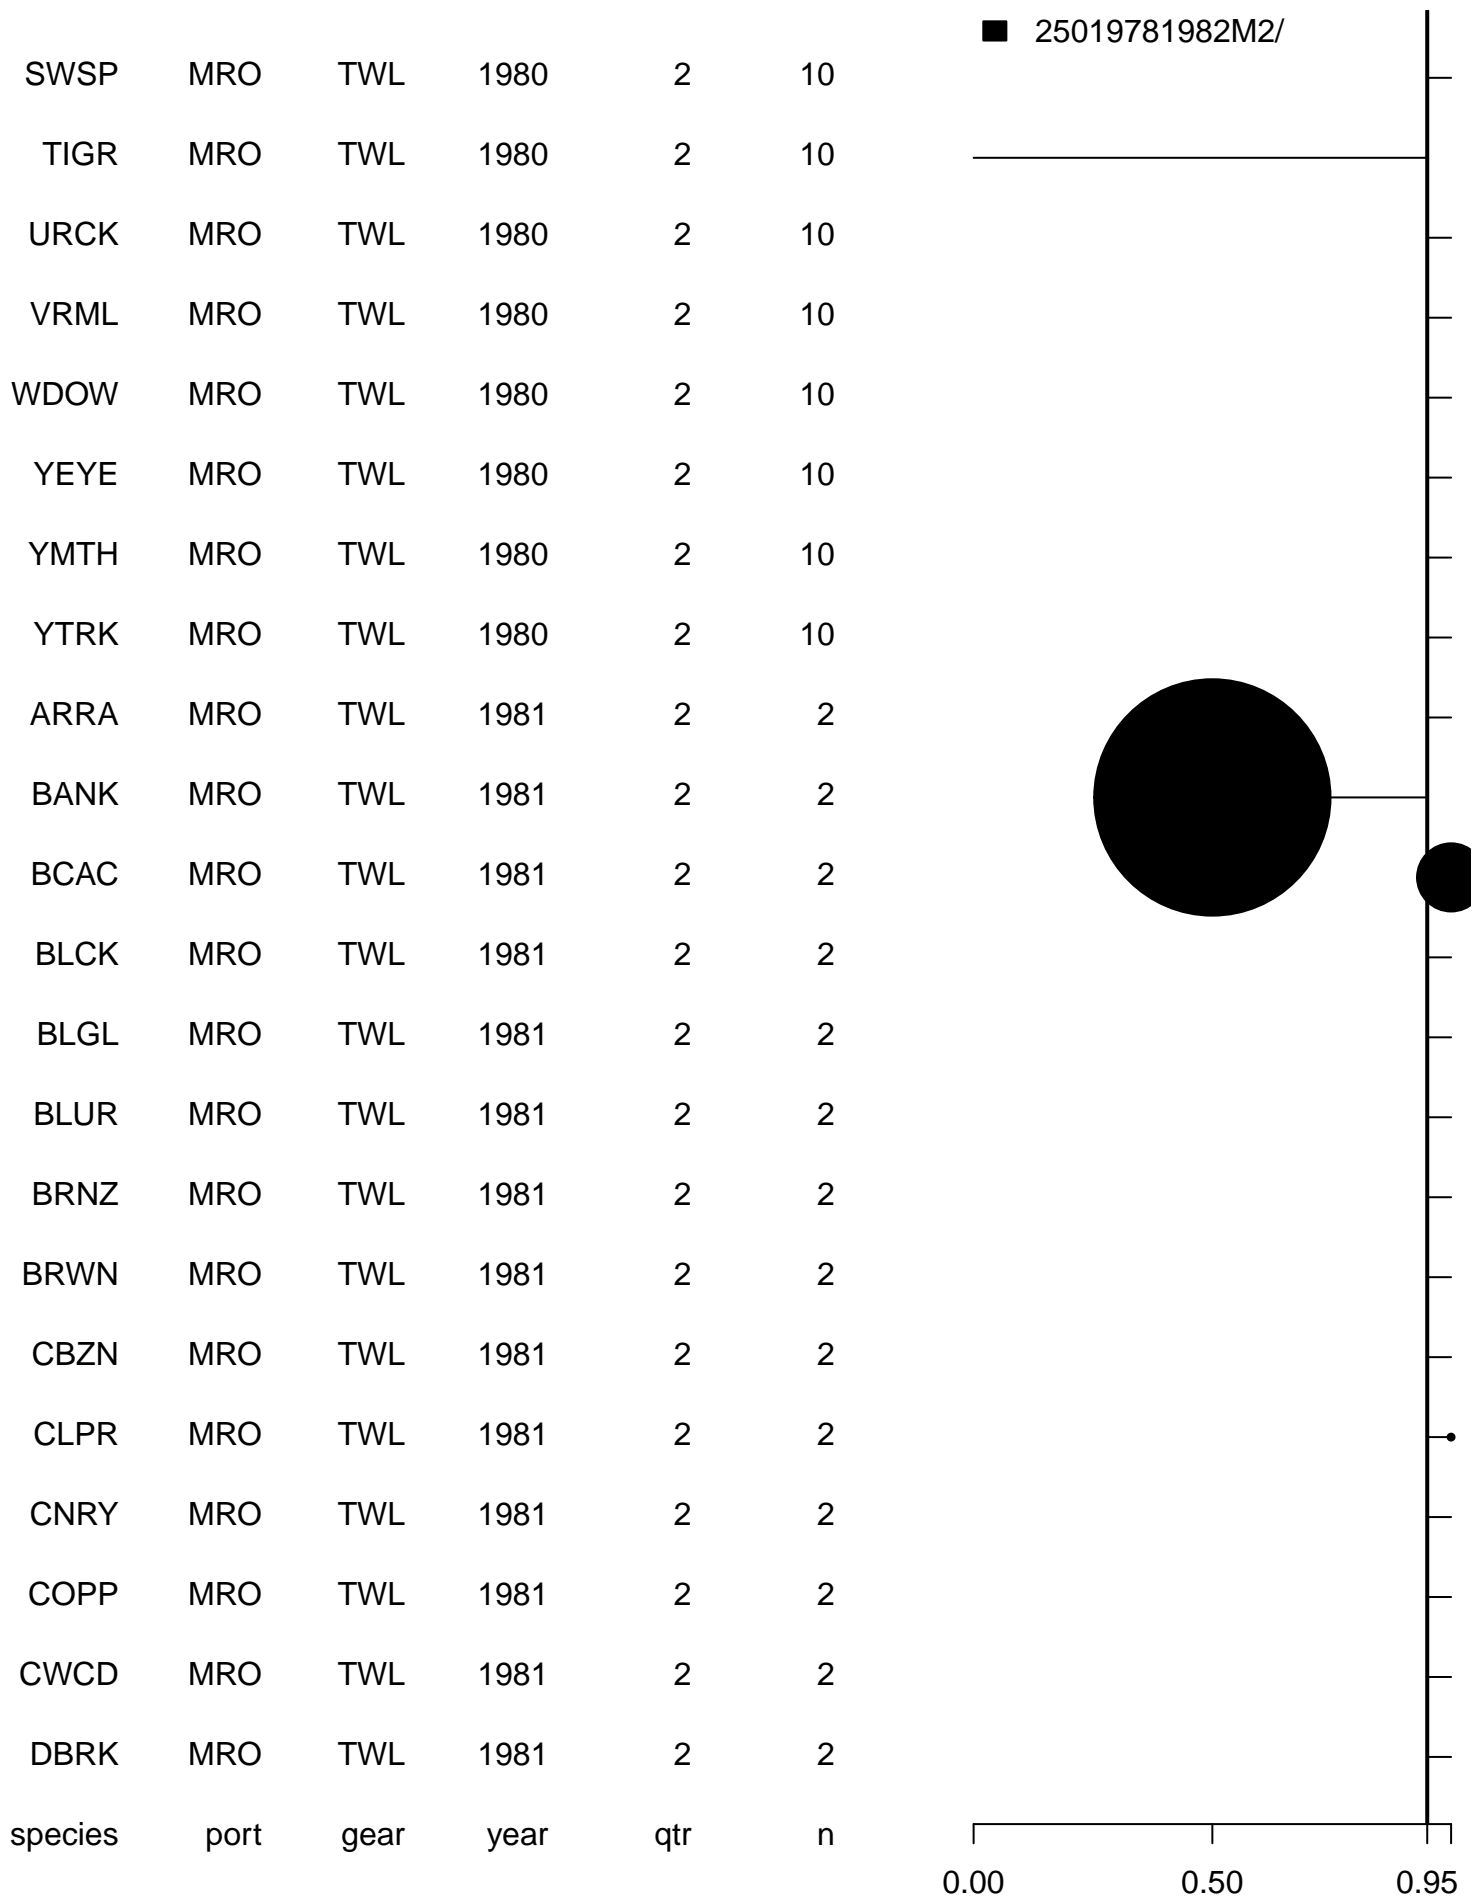 25019781982M2/
SWSP MRO TWL 1980 2 10
TIGR MRO TWL 1980 2 10
URCK MRO TWL 1980 2 10
VRML MRO TWL 1980 2 10
WDOW MRO TWL 1980 2 10
YEYE MRO TWL 1980 2 10
YMTH MRO TWL 1980 2 10
YTRK MRO TWL 1980 2 10
ARRA MRO TWL 1981 2 2
BANK MRO TWL 1981 2 2
BCAC MRO TWL 1981 2 2
BLCK MRO TWL 1981 2 2
BLGL MRO TWL 1981 2 2
BLUR MRO TWL 1981 2 2
BRNZ MRO TWL 1981 2 2
BRWN MRO TWL 1981 2 2
CBZN MRO TWL 1981 2 2
CLPR MRO TWL 1981 2 2
CNRY MRO TWL 1981 2 2
COPP MRO TWL 1981 2 2
CWCD MRO TWL 1981 2 2
DBRK MRO TWL 1981 2 2
species port gear year qtr n
0.00 0.50 0.95